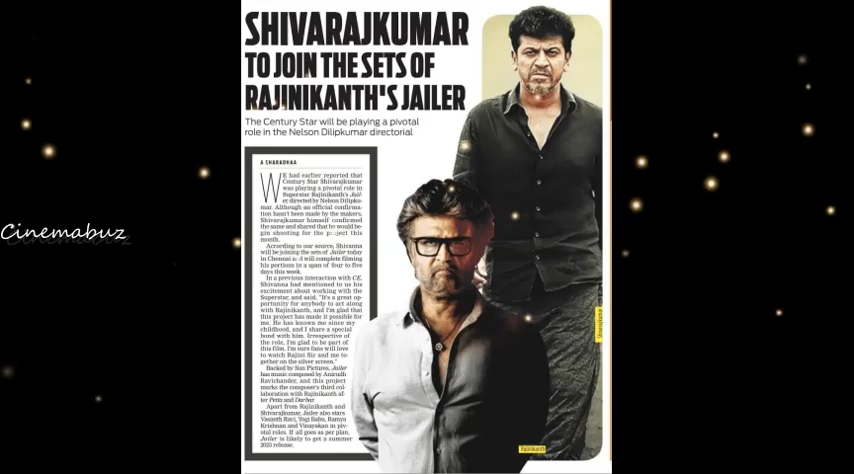 SHIVARAJKUMAR
TO JOIN THE SETS OF
RAJINIKANTH'S JAILER
The Century Star will be playing a pivotal
role in the Nelson Dilipkumar directorial
A SHARADHAA
WE had earlier reported that
Century Star Shivarajkumar
was playing a pivotal role in
Superstar Rajinikanth's Jail-
er, directed by Nelson Dilipku-
mar. Although an official confirma-
tion hasn't been made by the makers,
Shivarajkumar himself confirmed
the same and shared that he would be-
gin shooting for the project this
month.
According to our source, Shivanna
will be joining the sets of Jailer today
in Chennai and will complete filming
his portions in a span of four to five
days this week.
In a previous interaction with CE,
Shivanna had mentioned to us his
excitement about working with the
Superstar, and said, "It's a great op-
portunity for anybody to act along
with Rajinikanth, and I'm glad that
this project has made it possible for
me. He has known me since my
childhood, and I share a special
bond with him. Irrespective of
the role, I'm glad to be part of
this film. I'm sure fans will love
to watch Rajini Sir and me to-
gether on the silver screen."
Backed by Sun Pictures, Jailer
has music composed by Anirudh
Ravichander, and this project
marks the composer's third col-
laboration with Rajinikanth af-
ter Petta and Darbar.
Apart from Rajinikanth and
Shivarajkumar, Jailer also stars
Vasanth Ravi, Yogi Babu, Ramya
Krishnan and Vinayakan in piv-
otal roles. If all goes as per plan,
Jailer is likely to get a summer
2023 release.
Shivarajkumar
Rajinikanth
Cinemabuz